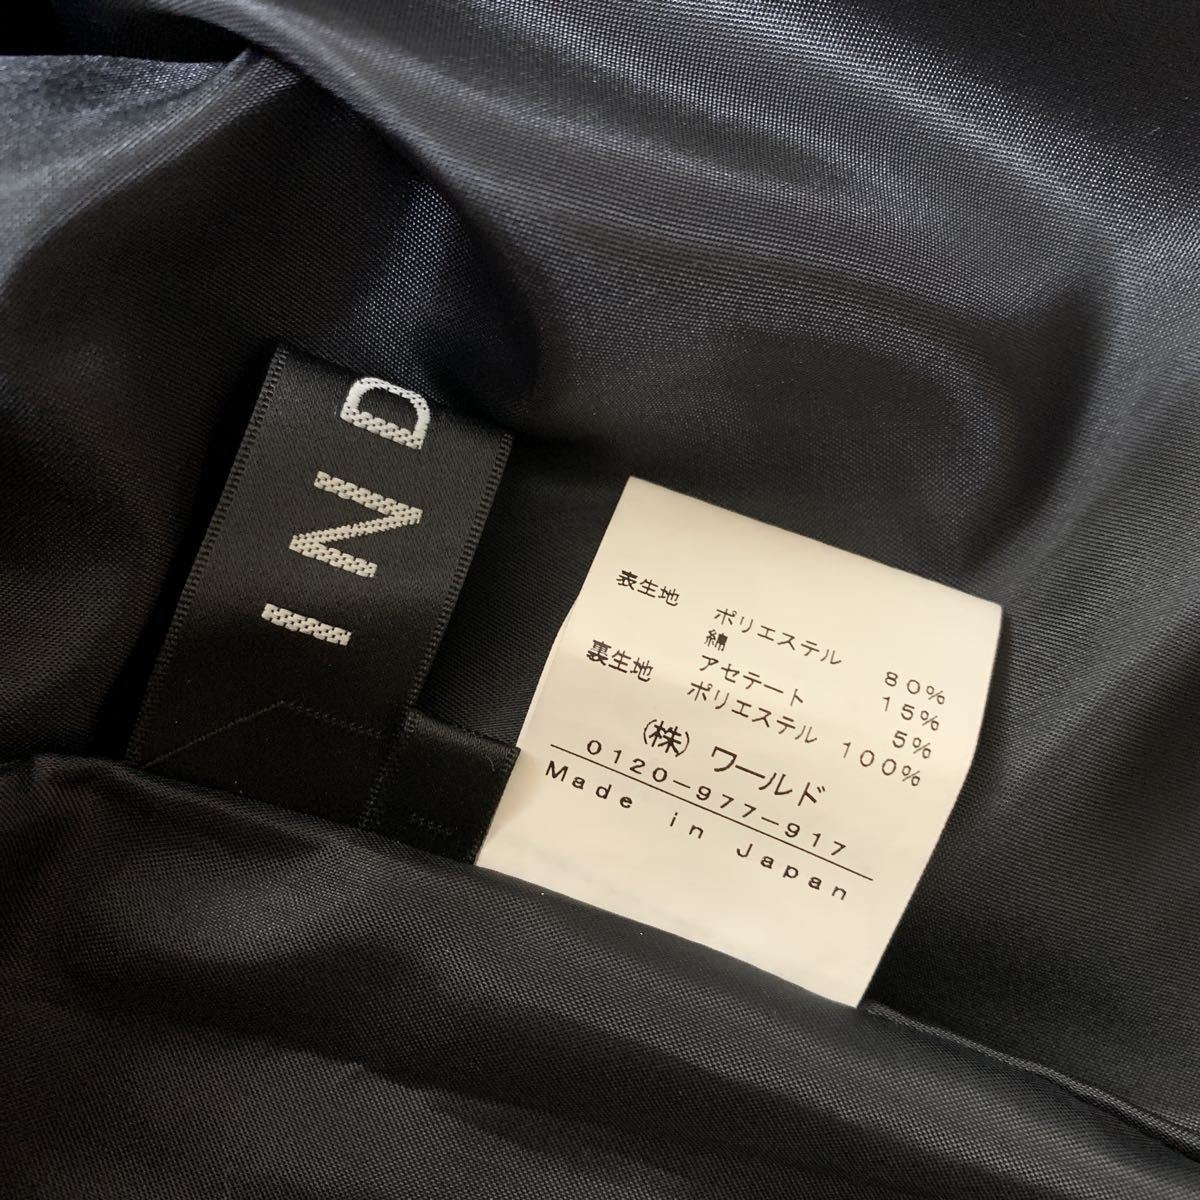 IND
表生地 ポリエステル 80%
綿 15%
アセテート 5%
裏生地 ポリエステル 100%
(株) ワールド
0120-977-917
Made in Japan